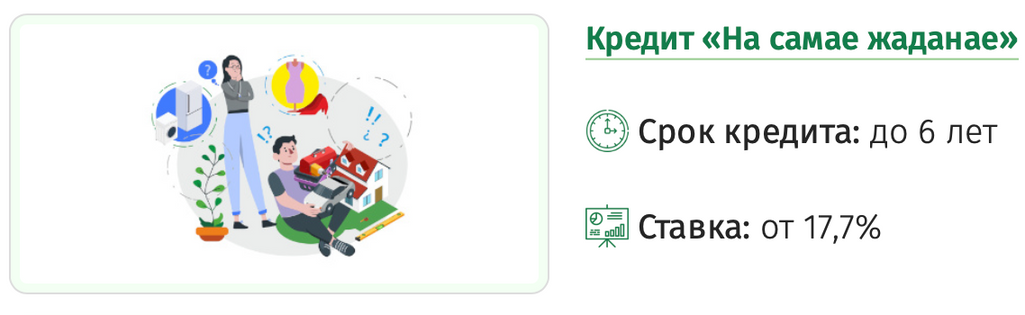 Кредит «На самае жаданае»
Срок кредита: до 6 лет
Ставка: от 17,7%
?
!?
!!
¿?